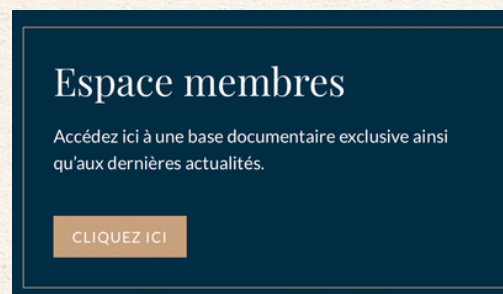 Espace membres
Accédez ici à une base documentaire exclusive ainsi
qu'aux dernières actualités.
CLIQUEZ ICI